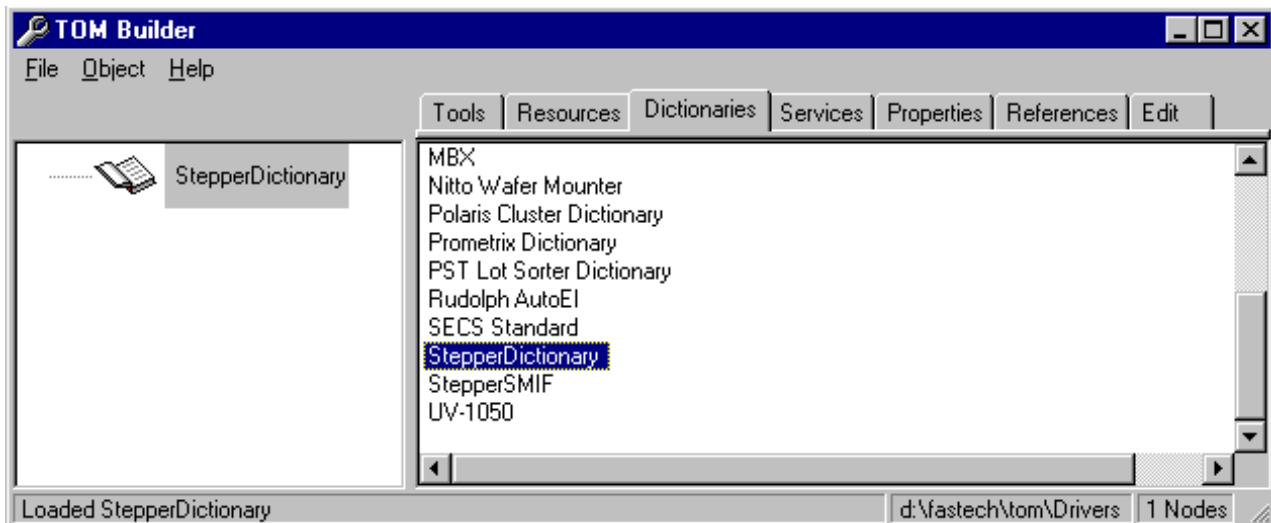 TOM Builder
File Object Help
Tools Resources Dictionaries Services Properties References Edit
StepperDictionary
MBX
Nitto Wafer Mounter
Polaris Cluster Dictionary
Prometrix Dictionary
PST Lot Sorter Dictionary
Rudolph AutoEl
SECS Standard
StepperDictionary
StepperSMIF
UV-1050
Loaded StepperDictionary d:\fastech\tom\Drivers 1 Nodes